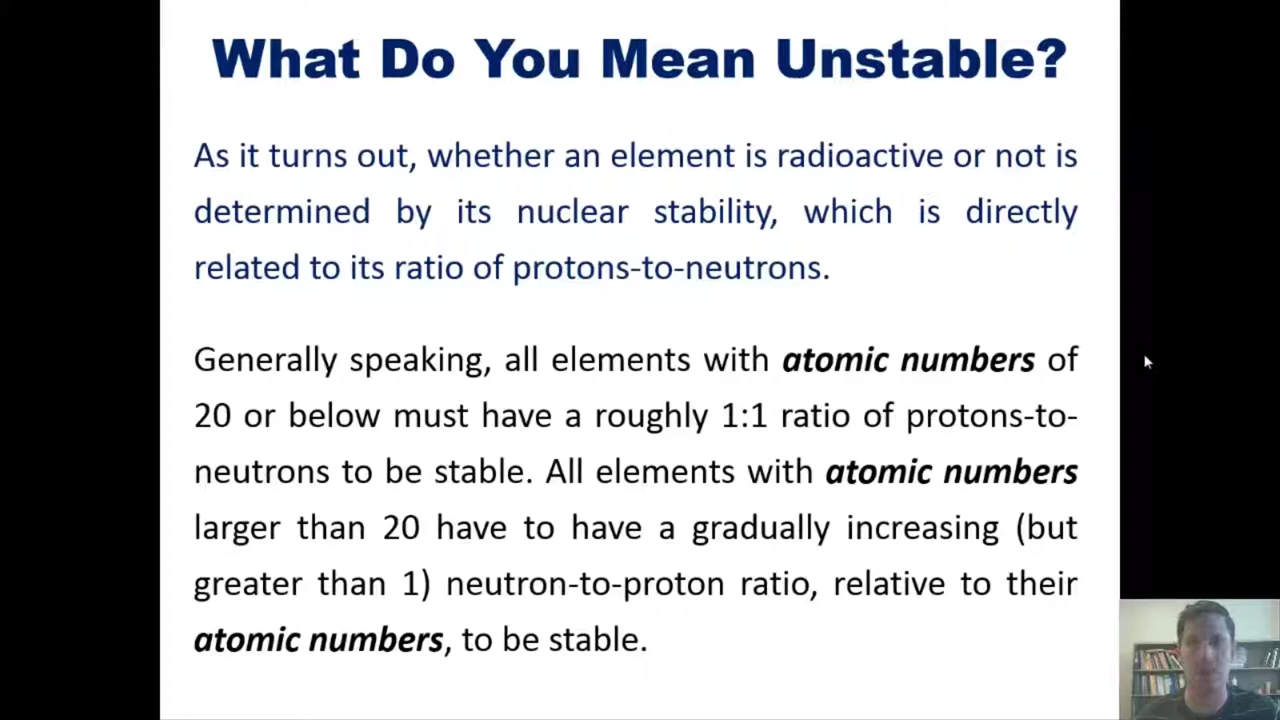 What Do You Mean Unstable?
As it turns out, whether an element is radioactive or not is
determined by its nuclear stability, which is directly
related to its ratio of protons-to-neutrons.
Generally speaking, all elements with atomic numbers of
20 or below must have a roughly 1:1 ratio of protons-to-
neutrons to be stable. All elements with atomic numbers
larger than 20 have to have a gradually increasing (but
greater than 1) neutron-to-proton ratio, relative to their
atomic numbers, to be stable.